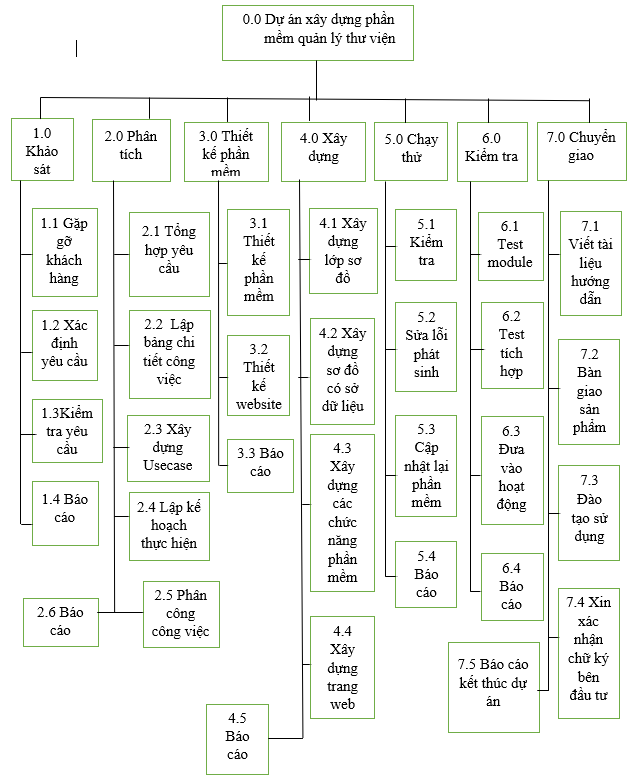 0.0 Dự án xây dựng phần
mềm quản lý thư viện
1.0
Khảo
sát
2.0 Phân
tích
3.0 Thiết
kế phần
mềm
4.0 Xây
dựng
5.0 Chạy
thử
6.0
Kiểm tra
7.0 Chuyển
giao
1.1 Gặp
gỡ
khách
hàng
1.2 Xác
định
yêu cầu
1.3Kiểm
tra yêu
cầu
1.4 Báo
cáo
2.1 Tổng
hợp yêu
cầu
2.2 Lập
bảng chi
tiết công
việc
2.3 Xây
dựng
Usecase
2.4 Lập kế
hoạch
thực hiện
2.5 Phân
công
công việc
2.6 Báo
cáo
3.1
Thiết
kế
phần
mềm
3.2
Thiết
kế
website
3.3 Báo
cáo
4.1 Xây
dựng
lớp sơ
đồ
4.2 Xây
dựng
sơ đồ
có sở
dữ liệu
4.3
Xây
dựng
các
chức
năng
phần
mềm
4.4
Xây
dựng
trang
web
4.5
Báo
cáo
5.1
Kiểm
tra
5.2
Sửa lỗi
phát
sinh
5.3
Cập
nhật lại
phần
mềm
5.4
Báo
cáo
6.1
Test
module
6.2
Test
tích
hợp
6.3
Đưa
vào
hoạt
động
6.4
Báo
cáo
7.1
Viết tài
liệu
hướng
dẫn
7.2
Bàn
giao
sản
phẩm
7.3
Đào
tạo sử
dụng
7.4 Xin
xác
nhận
chữ ký
bên
đầu tư
7.5 Báo cáo
kết thúc dự
án